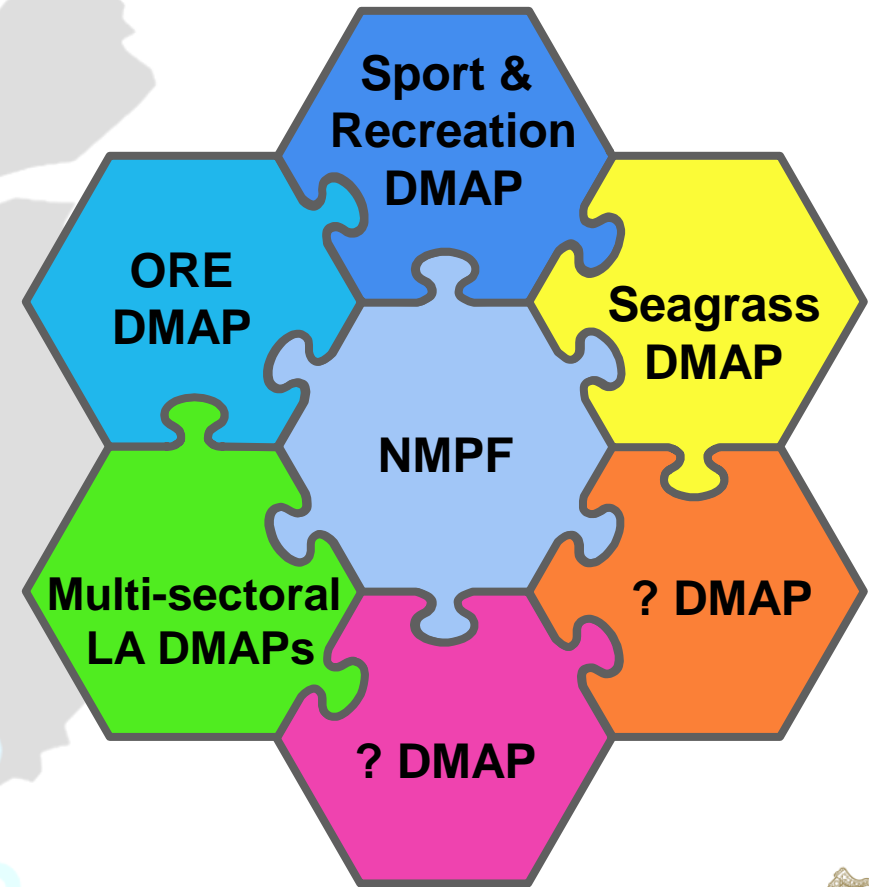 Sport &
Recreation
DMAP
ORE
DMAP
Seagrass
DMAP
NMPF
Multi-sectoral
LA DMAPs
? DMAP
? DMAP